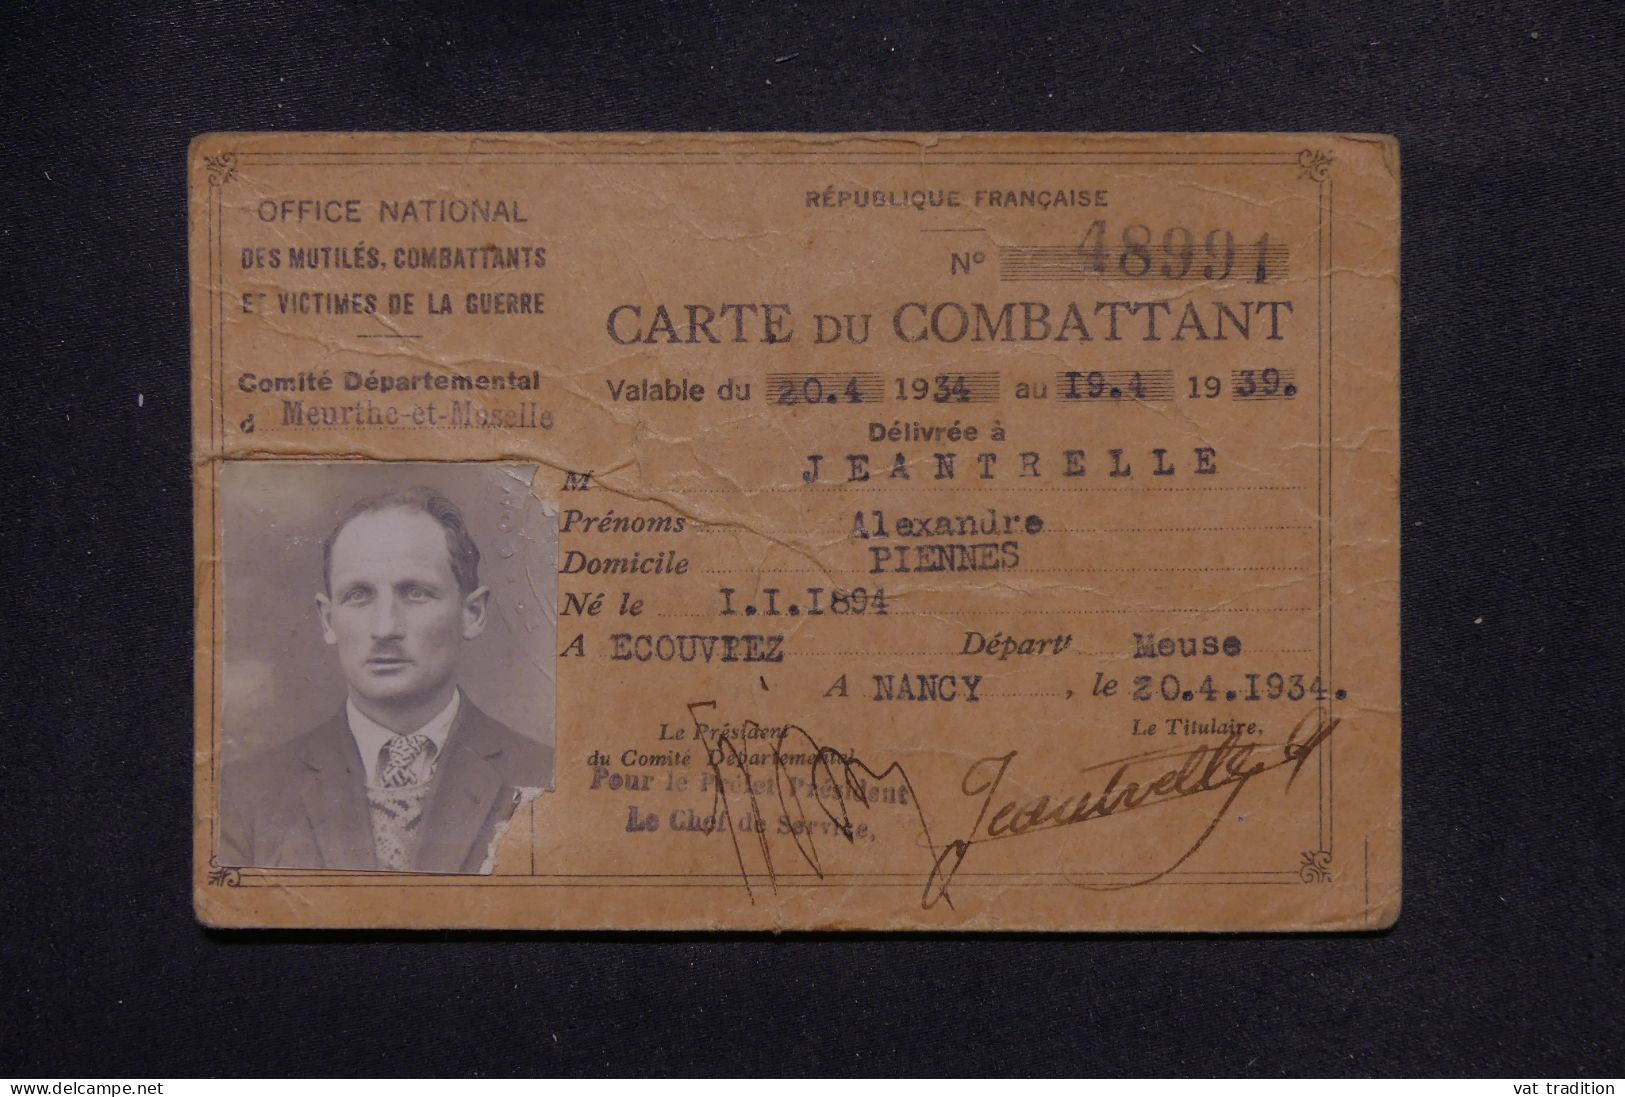 OFFICE NATIONAL
DES MUTILÉS, COMBATTANTS
ET VICTIMES DE LA GUERRE
Comité Départemental
d Meurthe-et-Moselle
RÉPUBLIQUE FRANÇAISE
N° 48991
CARTE DU COMBATTANT
Valable du 20.4 1934 au 19.4 1939.
Délivrée à
M JEANTRELLE
Prénoms Alexandre
Domicile PIENNES
Né le I.I.I894
A ECOUVIEZ Départt Meuse
A NANCY, le 20.4.I934.
Le Président
du Comité Départemental
Pour le Préfet Président
Le Chef de Service,
Le Titulaire,
Jeantrelle A
www.delcampe.net
vat tradition